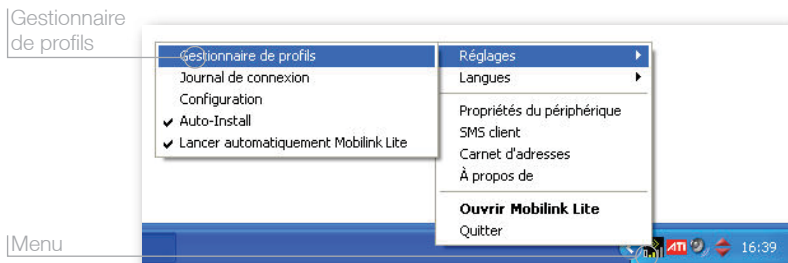 Gestionnaire
de profils
Gestionnaire de profils
Journal de connexion
Configuration
Auto-Install
Lancer automatiquement Mobilink Lite
Réglages
Langues
Propriétés du périphérique
SMS client
Carnet d'adresses
À propos de
Ouvrir Mobilink Lite
Quitter
Menu
ATI
16:39